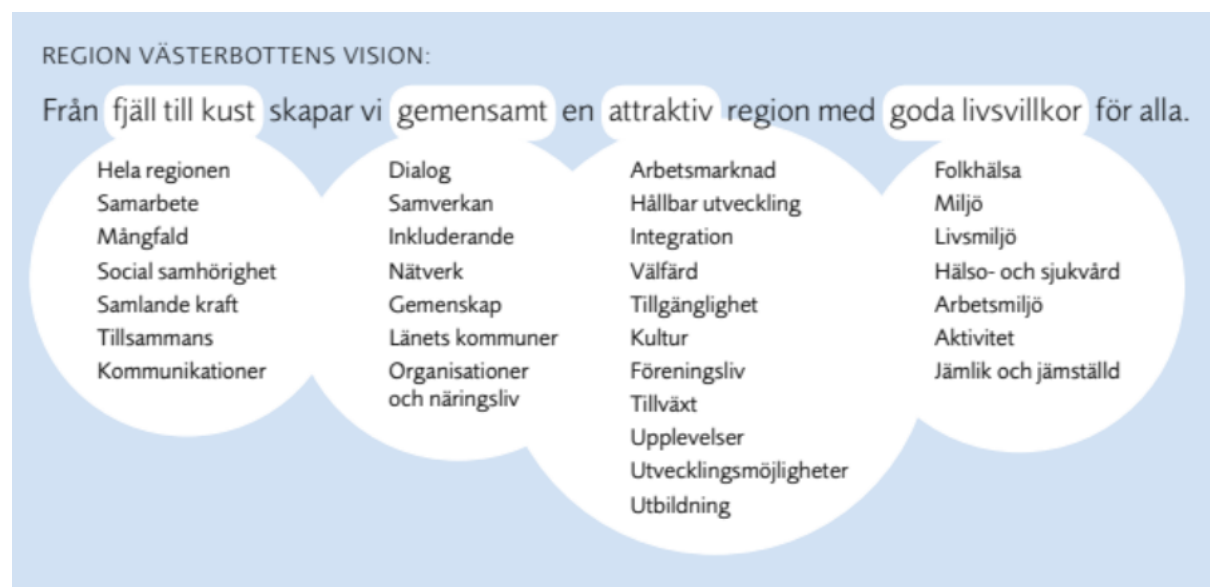 REGION VÄSTERBOTTENS VISION:
Från fjäll till kust skapar vi gemensamt en attraktiv region med goda livsvillkor för alla.
Hela regionen
Samarbete
Mångfald
Social samhörighet
Samlande kraft
Tillsammans
Kommunikationer
Dialog
Samverkan
Inkluderande
Nätverk
Gemenskap
Länets kommuner
Organisationer
och näringsliv
Arbetsmarknad
Hållbar utveckling
Integration
Välfärd
Tillgänglighet
Kultur
Föreningsliv
Tillväxt
Upplevelser
Utvecklingsmöjligheter
Utbildning
Folkhälsa
Miljö
Livsmiljö
Hälso- och sjukvård
Arbetsmiljö
Aktivitet
Jämlik och jämställd